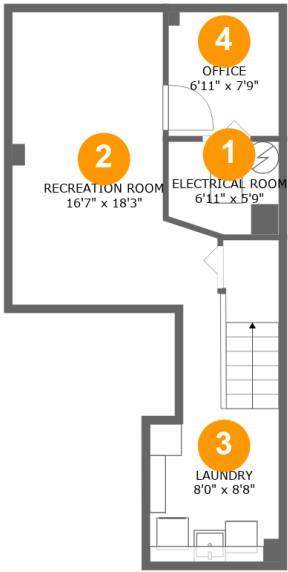 4
OFFICE
6'11" x 7'9"
1
ELECTRICAL ROOM
6'11" x 5'9"
2
RECREATION ROOM
16'7" x 18'3"
3
LAUNDRY
8'0" x 8'8"